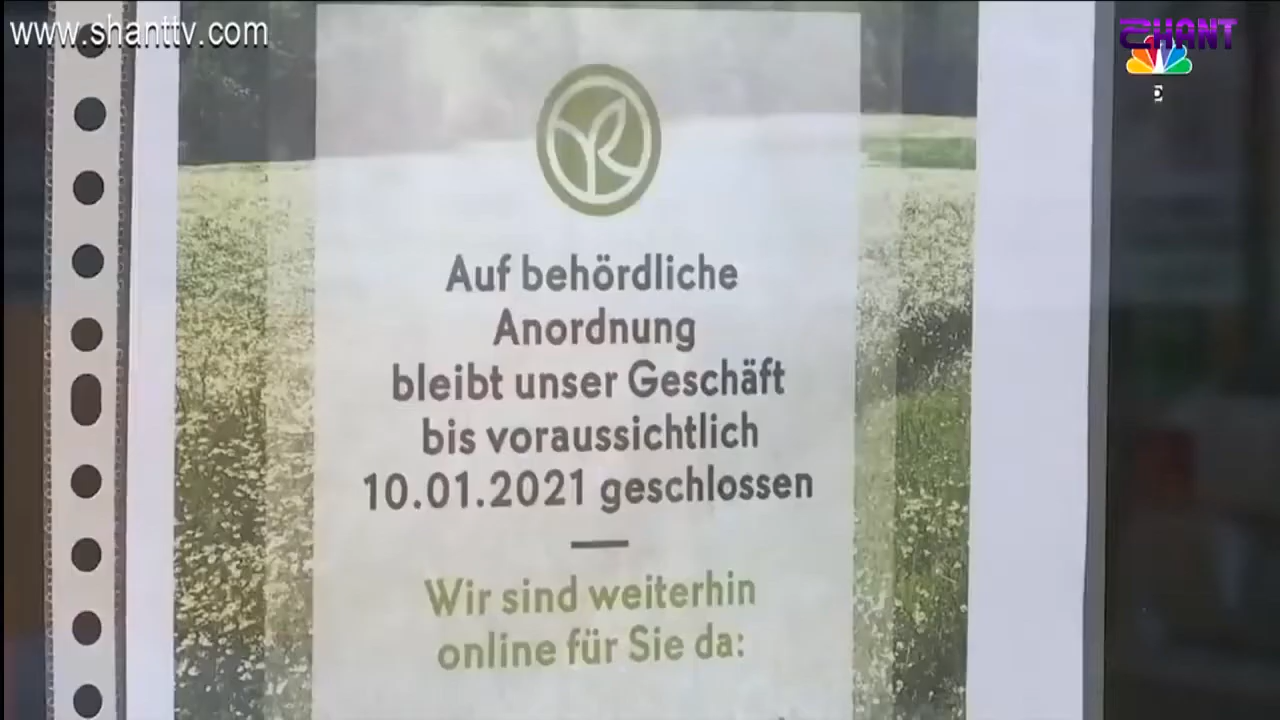 www.shanttv.com
SHANT
Auf behördliche
Anordnung
bleibt unser Geschäft
bis voraussichtlich
10.01.2021 geschlossen
Wir sind weiterhin
online für Sie da: